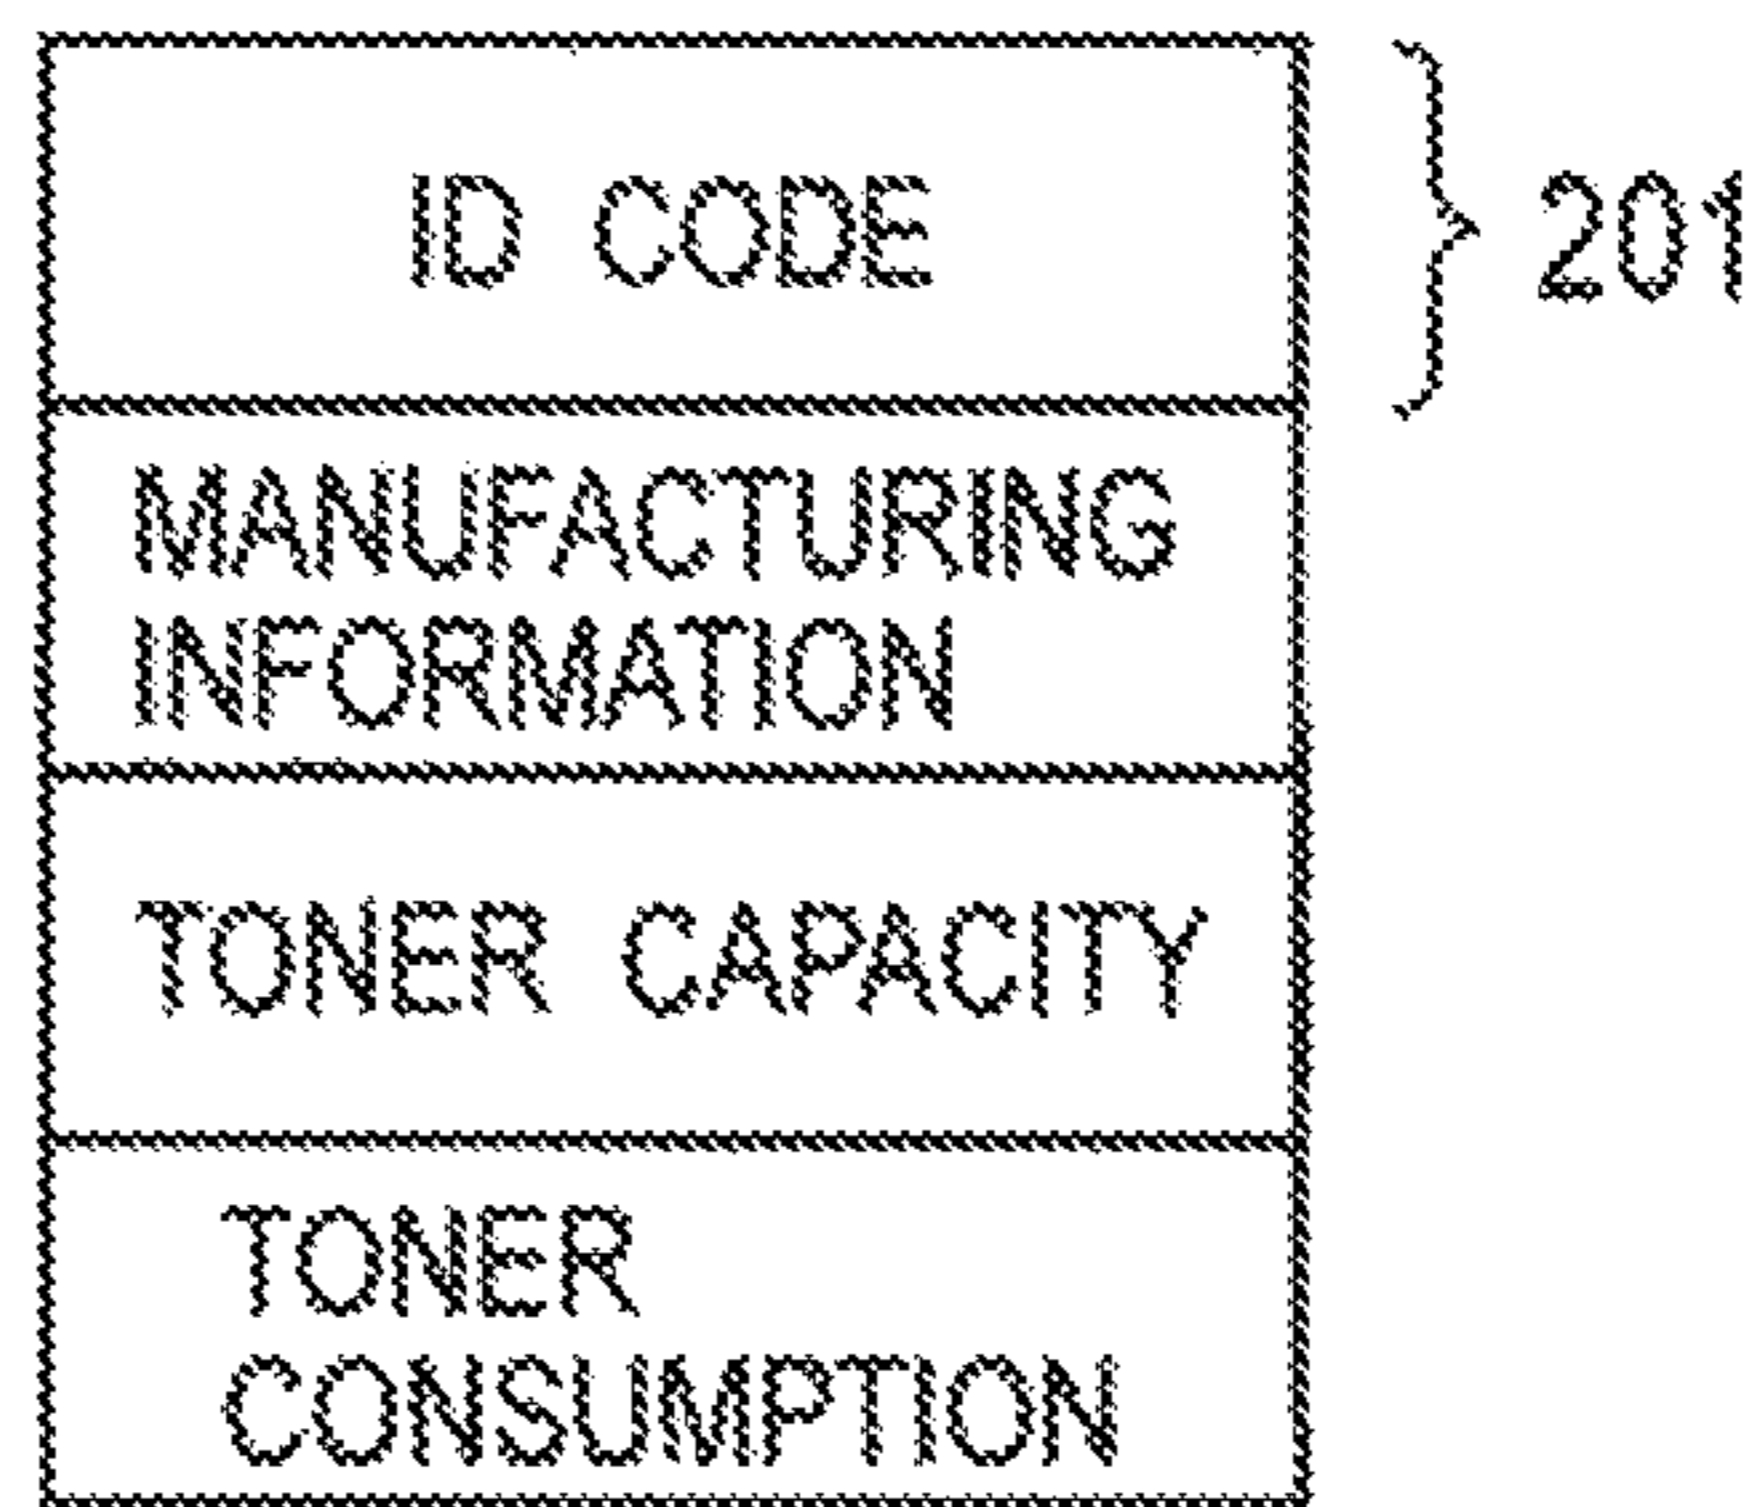 ID CODE
201
MANUFACTURING
INFORMATION
TONER CAPACITY
TONER
CONSUMPTION